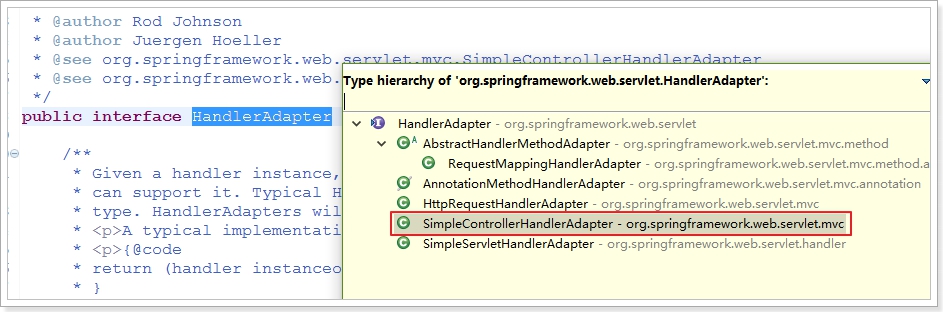 * @author Rod Johnson
* @author Juergen Hoeller
* @see org.springframework.web.servlet.mvc.SimpleControllerHandlerAdapter
* @see org.springframework.web.
*/
public interface HandlerAdapter
/**
* Given a handler instance,
* can support it. Typical H
* type. HandlerAdapters wil
* <p>A typical implementati
* <p>{@code
* return (handler instanceo
* }
Type hierarchy of 'org.springframework.web.servlet.HandlerAdapter':
HandlerAdapter - org.springframework.web.servlet
AbstractHandlerMethodAdapter - org.springframework.web.servlet.mvc.method
RequestMappingHandlerAdapter - org.springframework.web.servlet.mvc.method.a
AnnotationMethodHandlerAdapter - org.springframework.web.servlet.mvc.annotation
HttpRequestHandlerAdapter - org.springframework.web.servlet.mvc
SimpleControllerHandlerAdapter - org.springframework.web.servlet.mvc
SimpleServletHandlerAdapter - org.springframework.web.servlet.handler